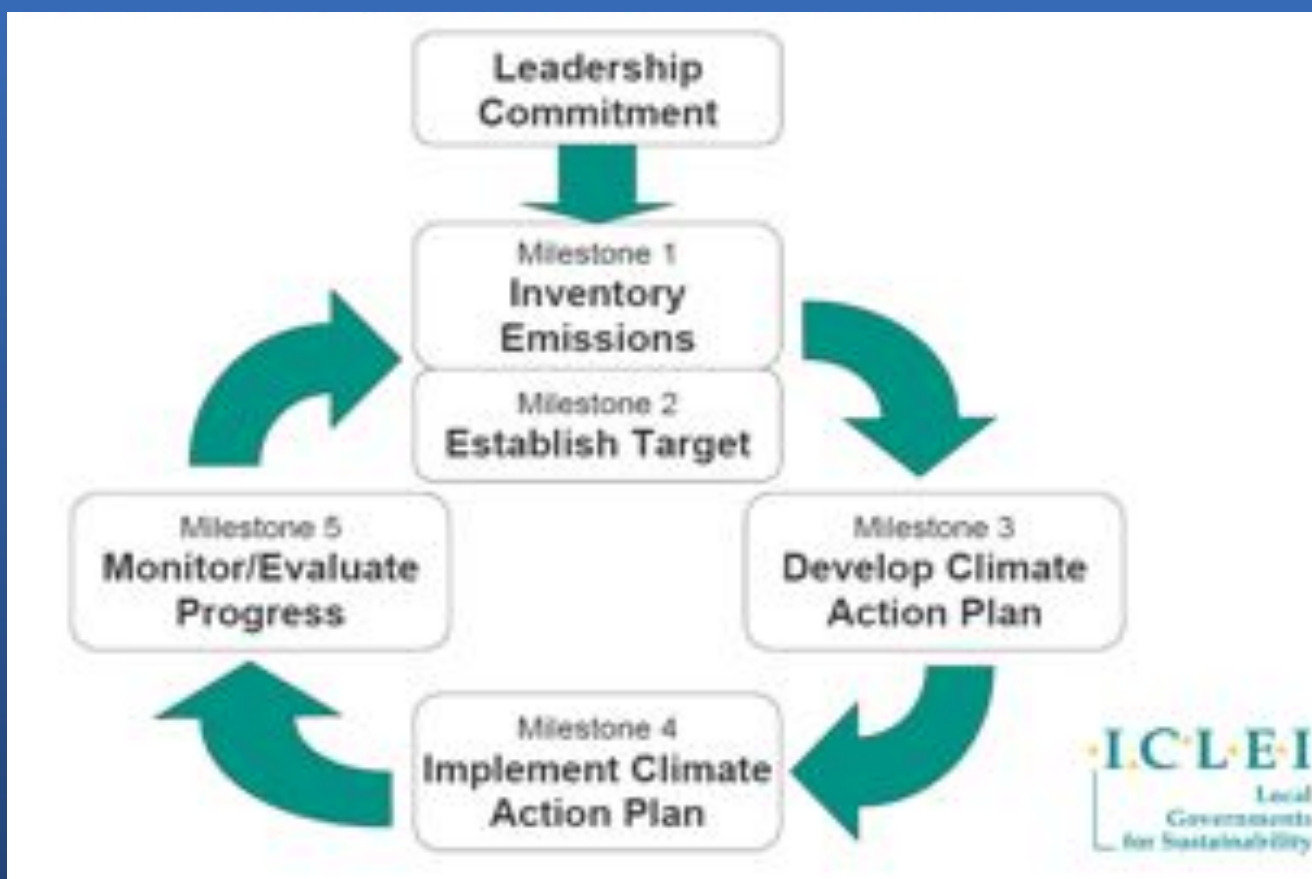 Leadership
Commitment
Milestone 1
Inventory
Emissions
Milestone 2
Establish Target
Milestone 3
Develop Climate
Action Plan
Milestone 4
Implement Climate
Action Plan
Milestone 5
Monitor/Evaluate
Progress
I·C·L·E·I
Local
Governments
for Sustainability